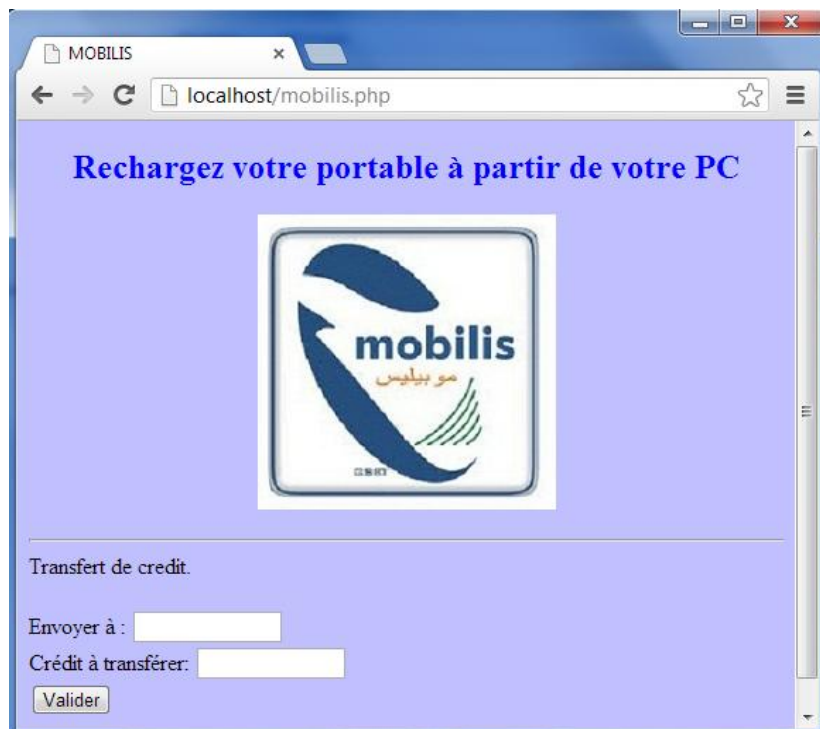 MOBILIS
localhost/mobilis.php
Rechargez votre portable à partir de votre PC
mobilis
موبيليس
Transfert de credit.
Envoyer à :
Crédit à transférer:
Valider